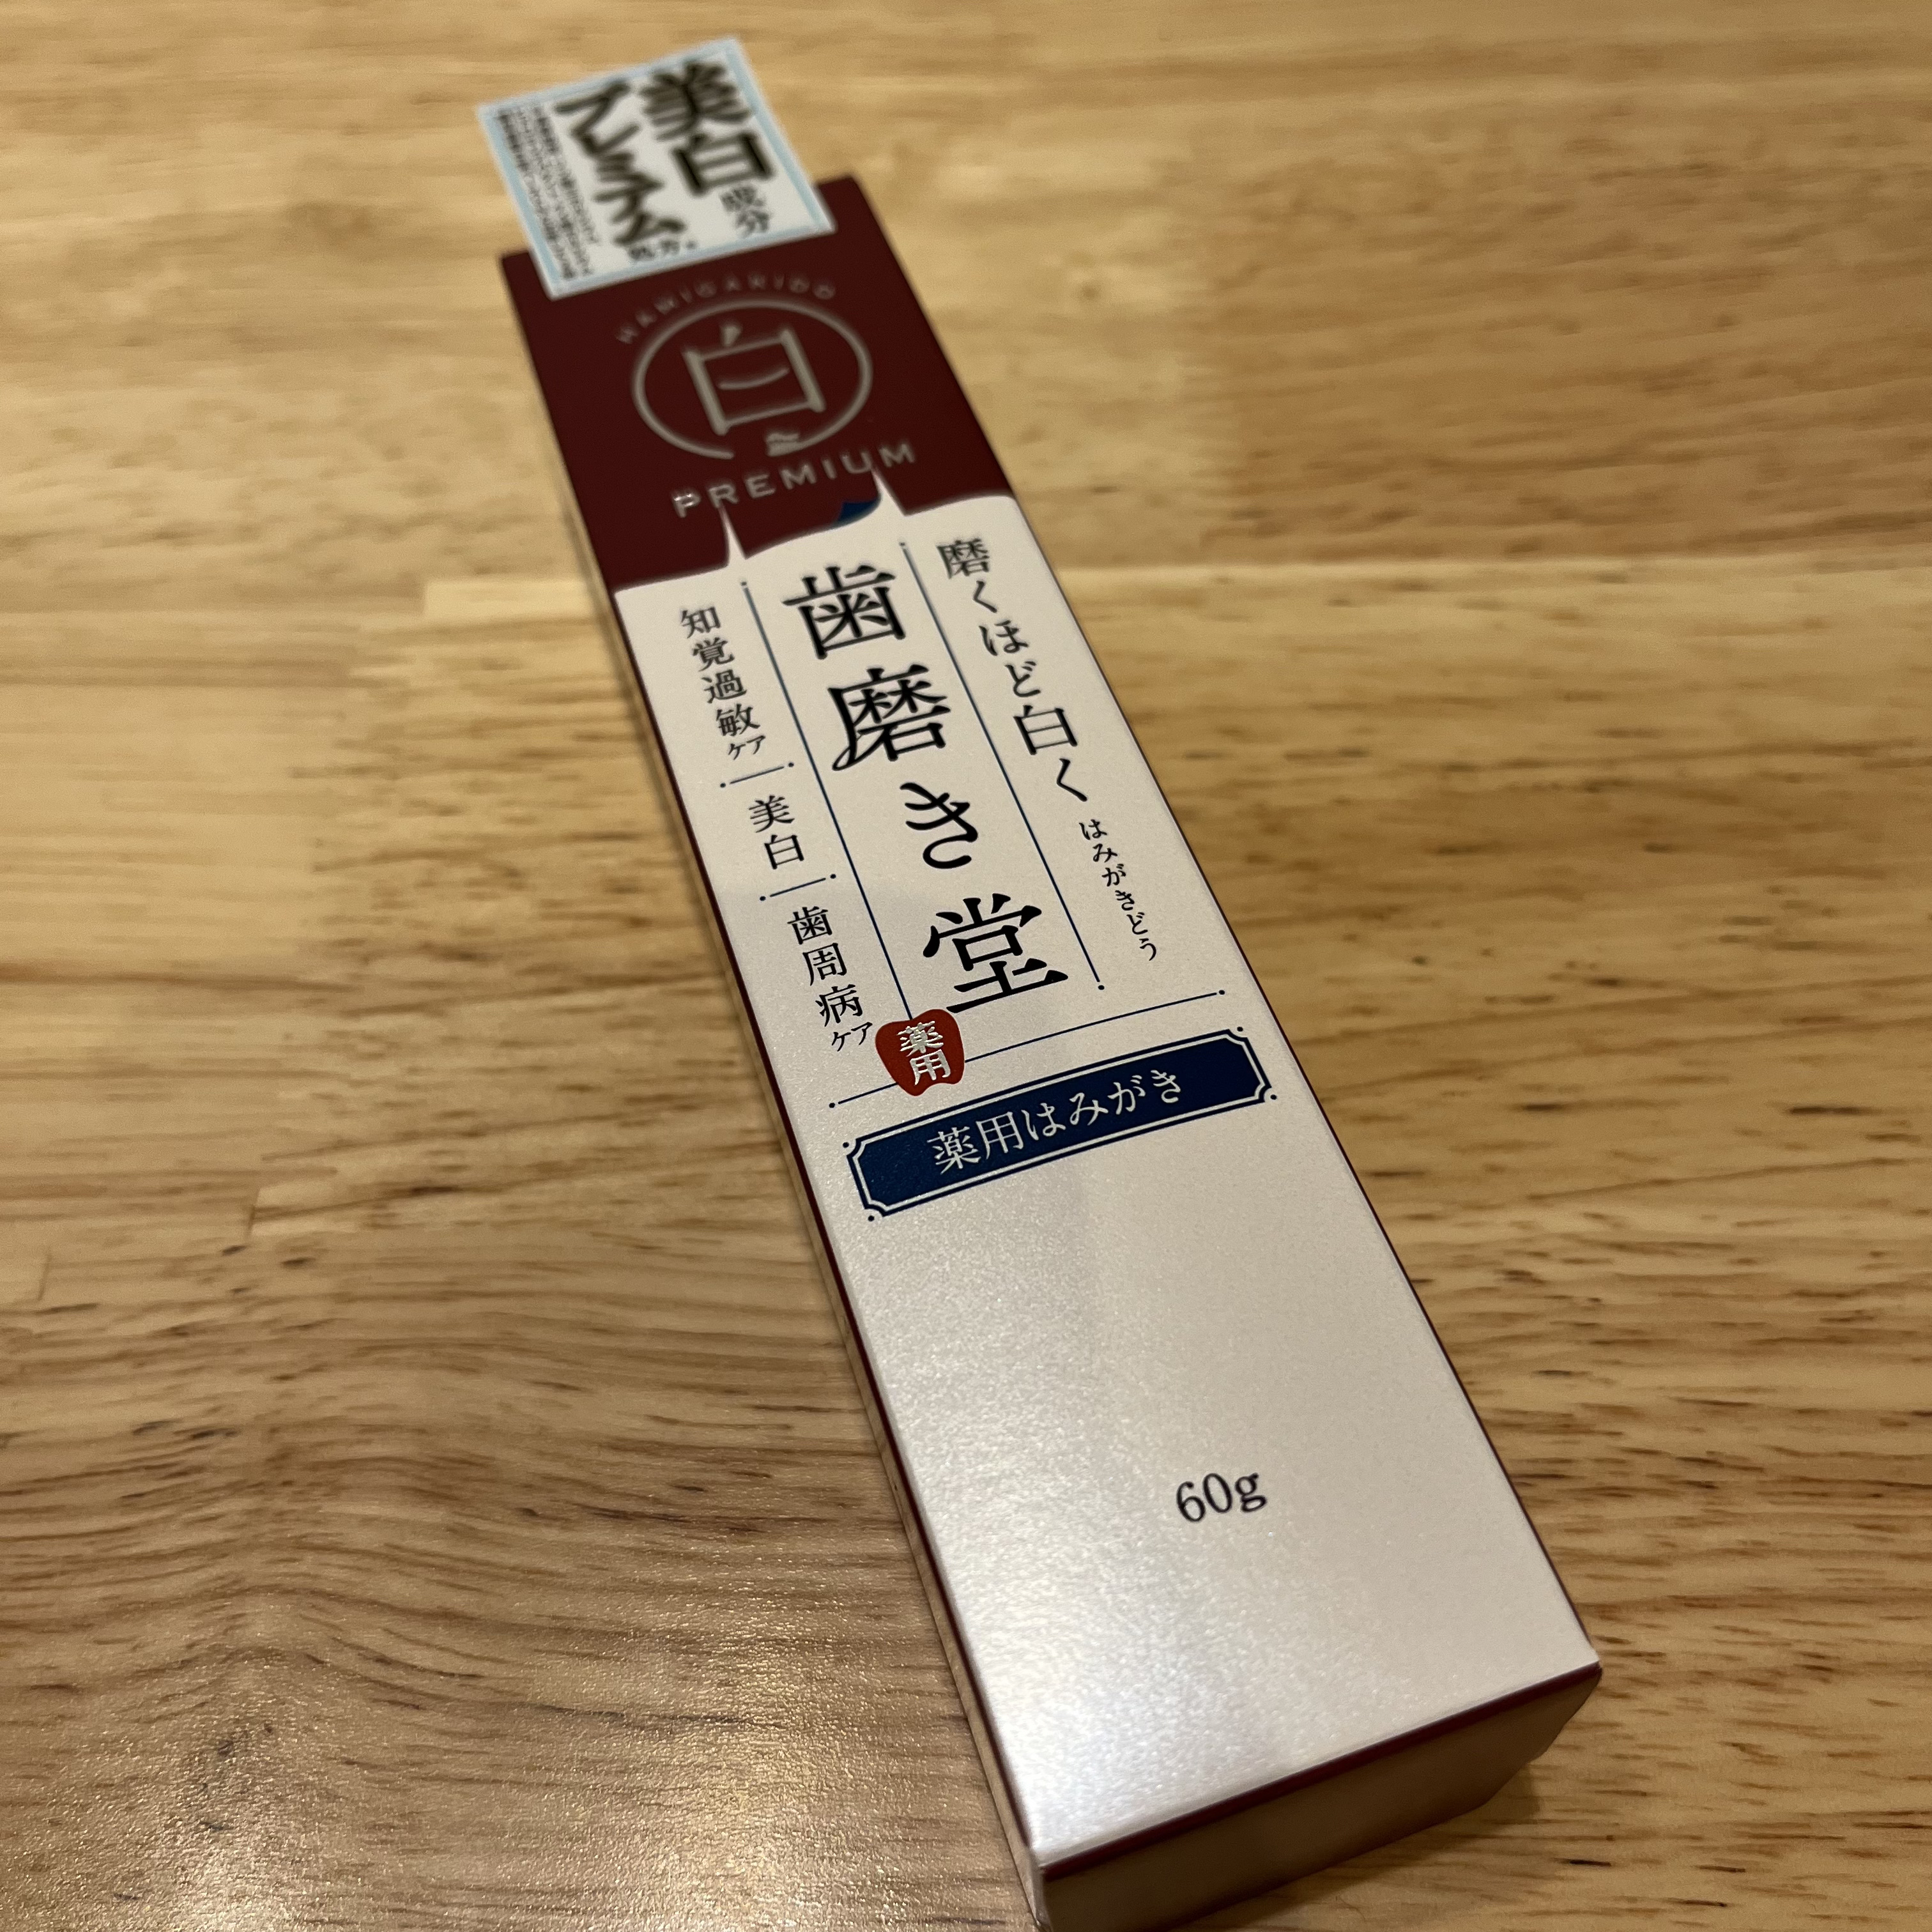 美白成分
プレミアム処方。
HAMIGAKIDO
白
PREMIUM
磨くほど白く はみがきどう
歯磨き堂
知覚過敏ケア
美白
歯周病ケア
薬用
薬用はみがき
60g